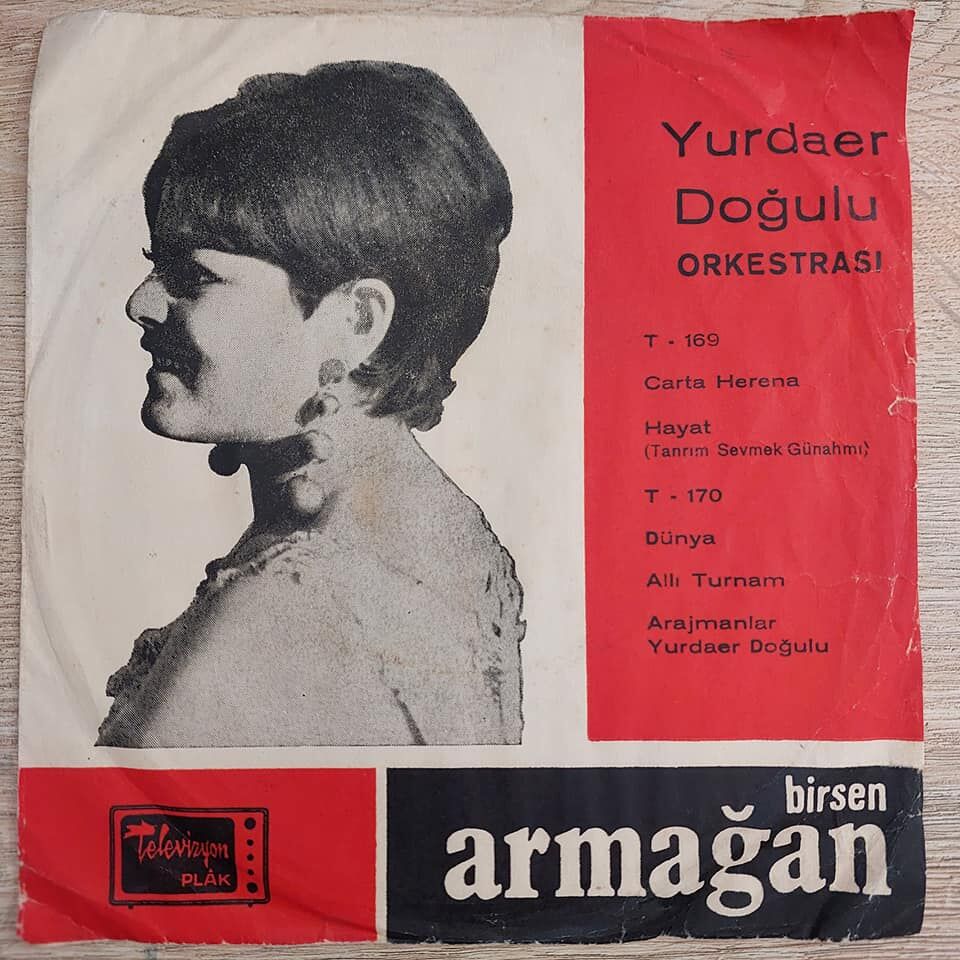 Yurdaer
Doğulu
ORKESTRASI
T - 169
Carta Herena
Hayat
(Tanrım Sevmek Günahmı)
T - 170
Dünya
Allı Turnam
Arajmanlar
Yurdaer Doğulu
Televizyon
PLÂK
birsen
armağan